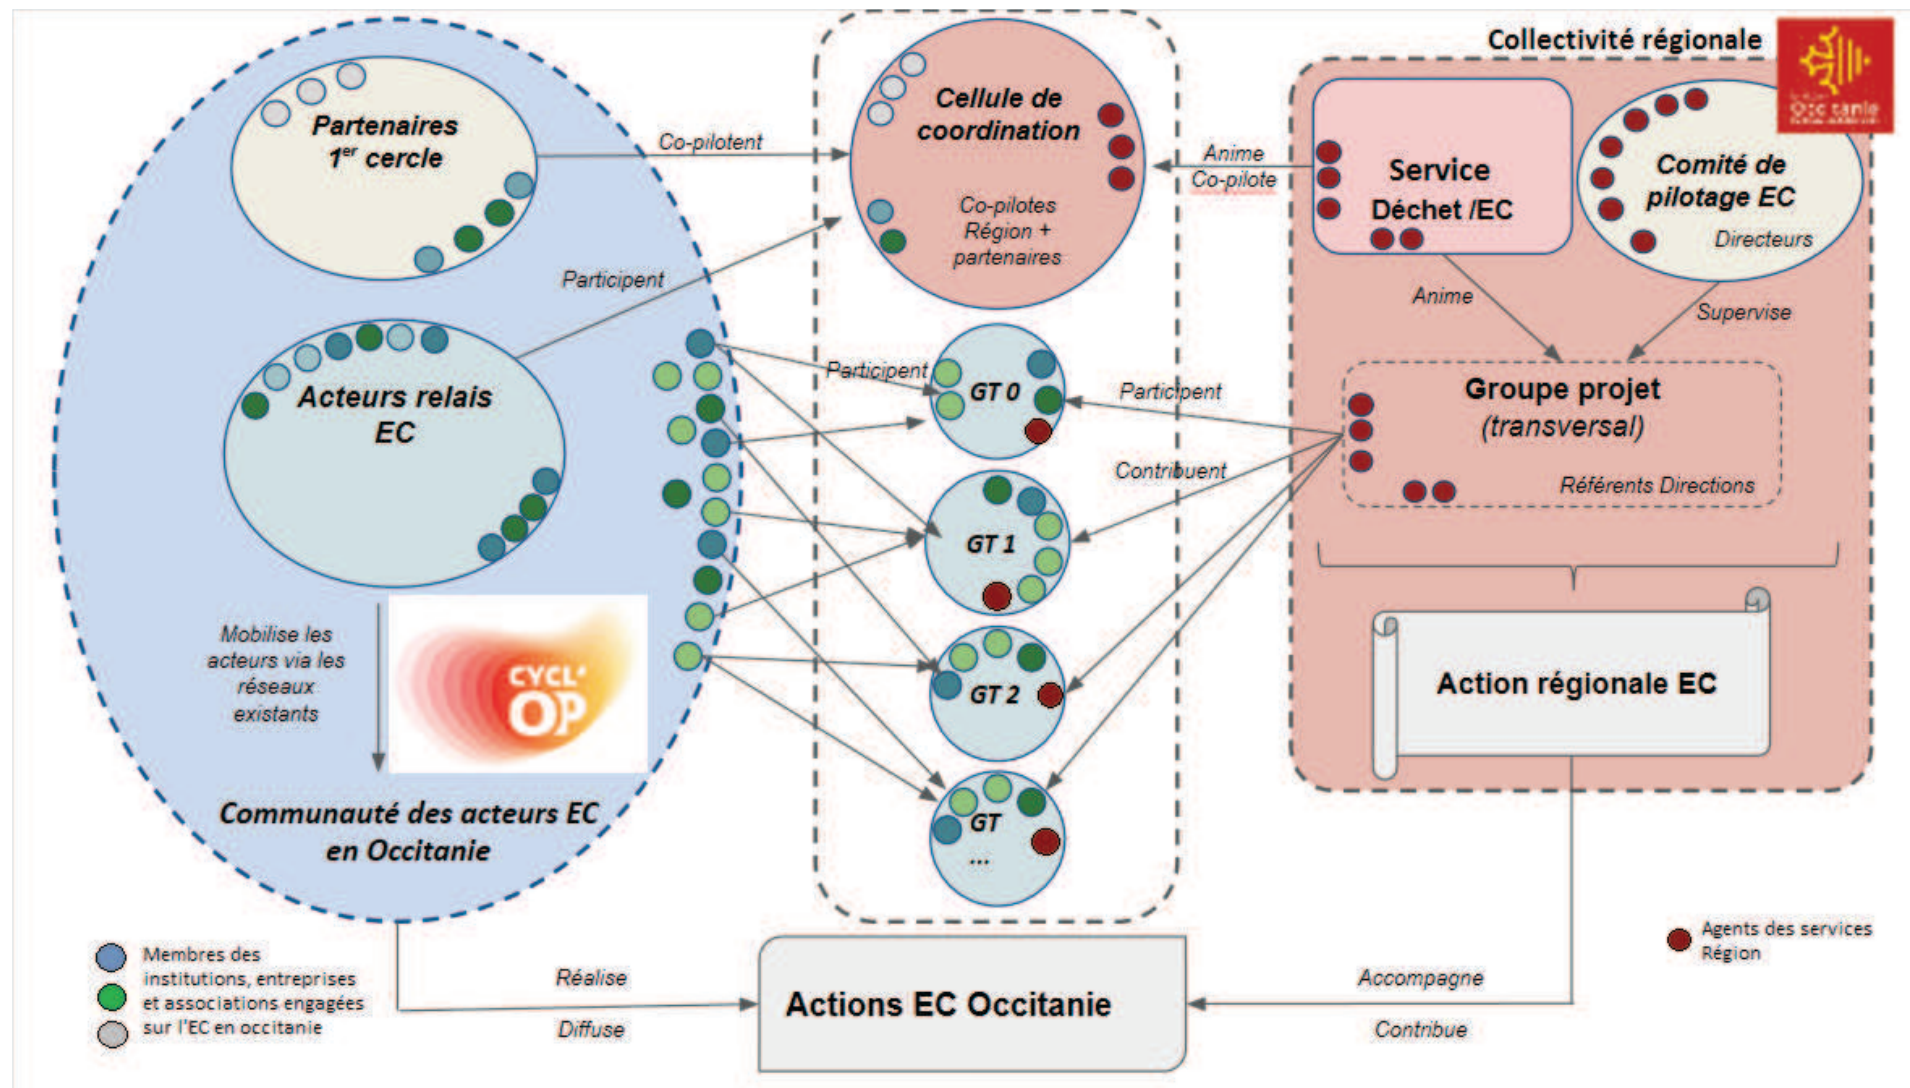 Collectivité régionale
Occitanie
Partenaires
1er cercle
Co-pilotent
Cellule de
coordination
Co-pilotes
Région +
partenaires
Anime
Co-pilote
Service
Déchet /EC
Comité de
pilotage EC
Directeurs
Participent
Anime
Supervise
Acteurs relais
EC
Participent
GT 0
Participent
Groupe projet
(transversal)
Référents Directions
Contribuent
GT 1
GT 2
GT
...
Mobilise les
acteurs via les
réseaux
existants
CYCL'
OP
Action régionale EC
Communauté des acteurs EC
en Occitanie
Membres des
institutions, entreprises
et associations engagées
sur l'EC en occitanie
Réalise
Diffuse
Actions EC Occitanie
Accompagne
Contribue
Agents des services
Région